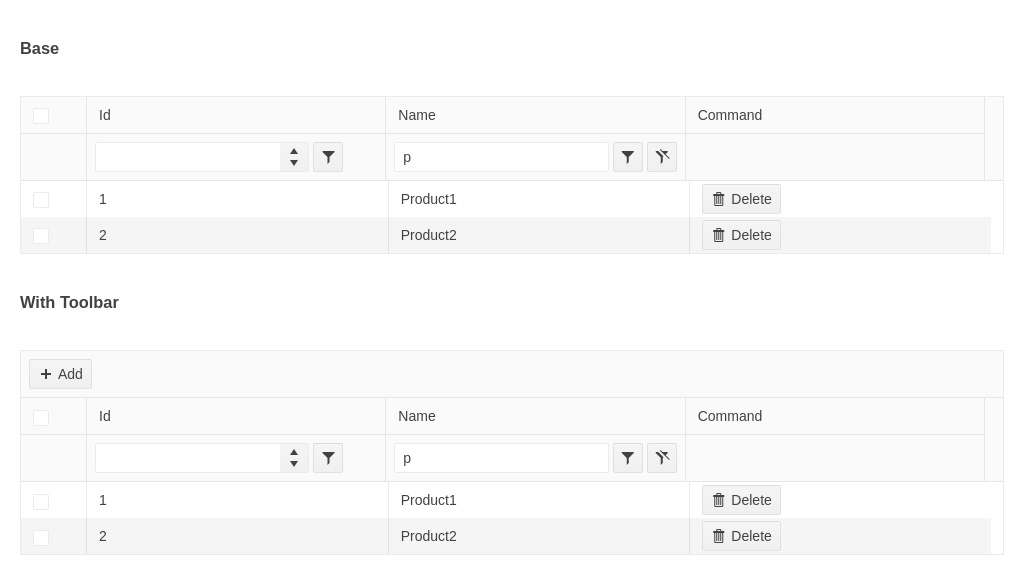 Base
Id Name Command
p
1 Product1 Delete
2 Product2 Delete
With Toolbar
Add
Id Name Command
p
1 Product1 Delete
2 Product2 Delete